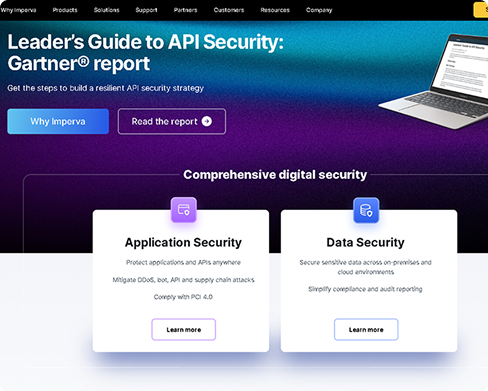 Why Imperva Products Solutions Support Partners Customers Resources Company
Leader's Guide to API Security:
Gartner® report
Get the steps to build a resilient API security strategy
Why Imperva
Read the report
Comprehensive digital security
Application Security
Protect applications and APIs anywhere
Mitigate DDoS, bot, API and supply chain attacks
Comply with PCI 4.0
Learn more
Data Security
Secure sensitive data across on-premises and
cloud environments
Simplify compliance and audit reporting
Learn more